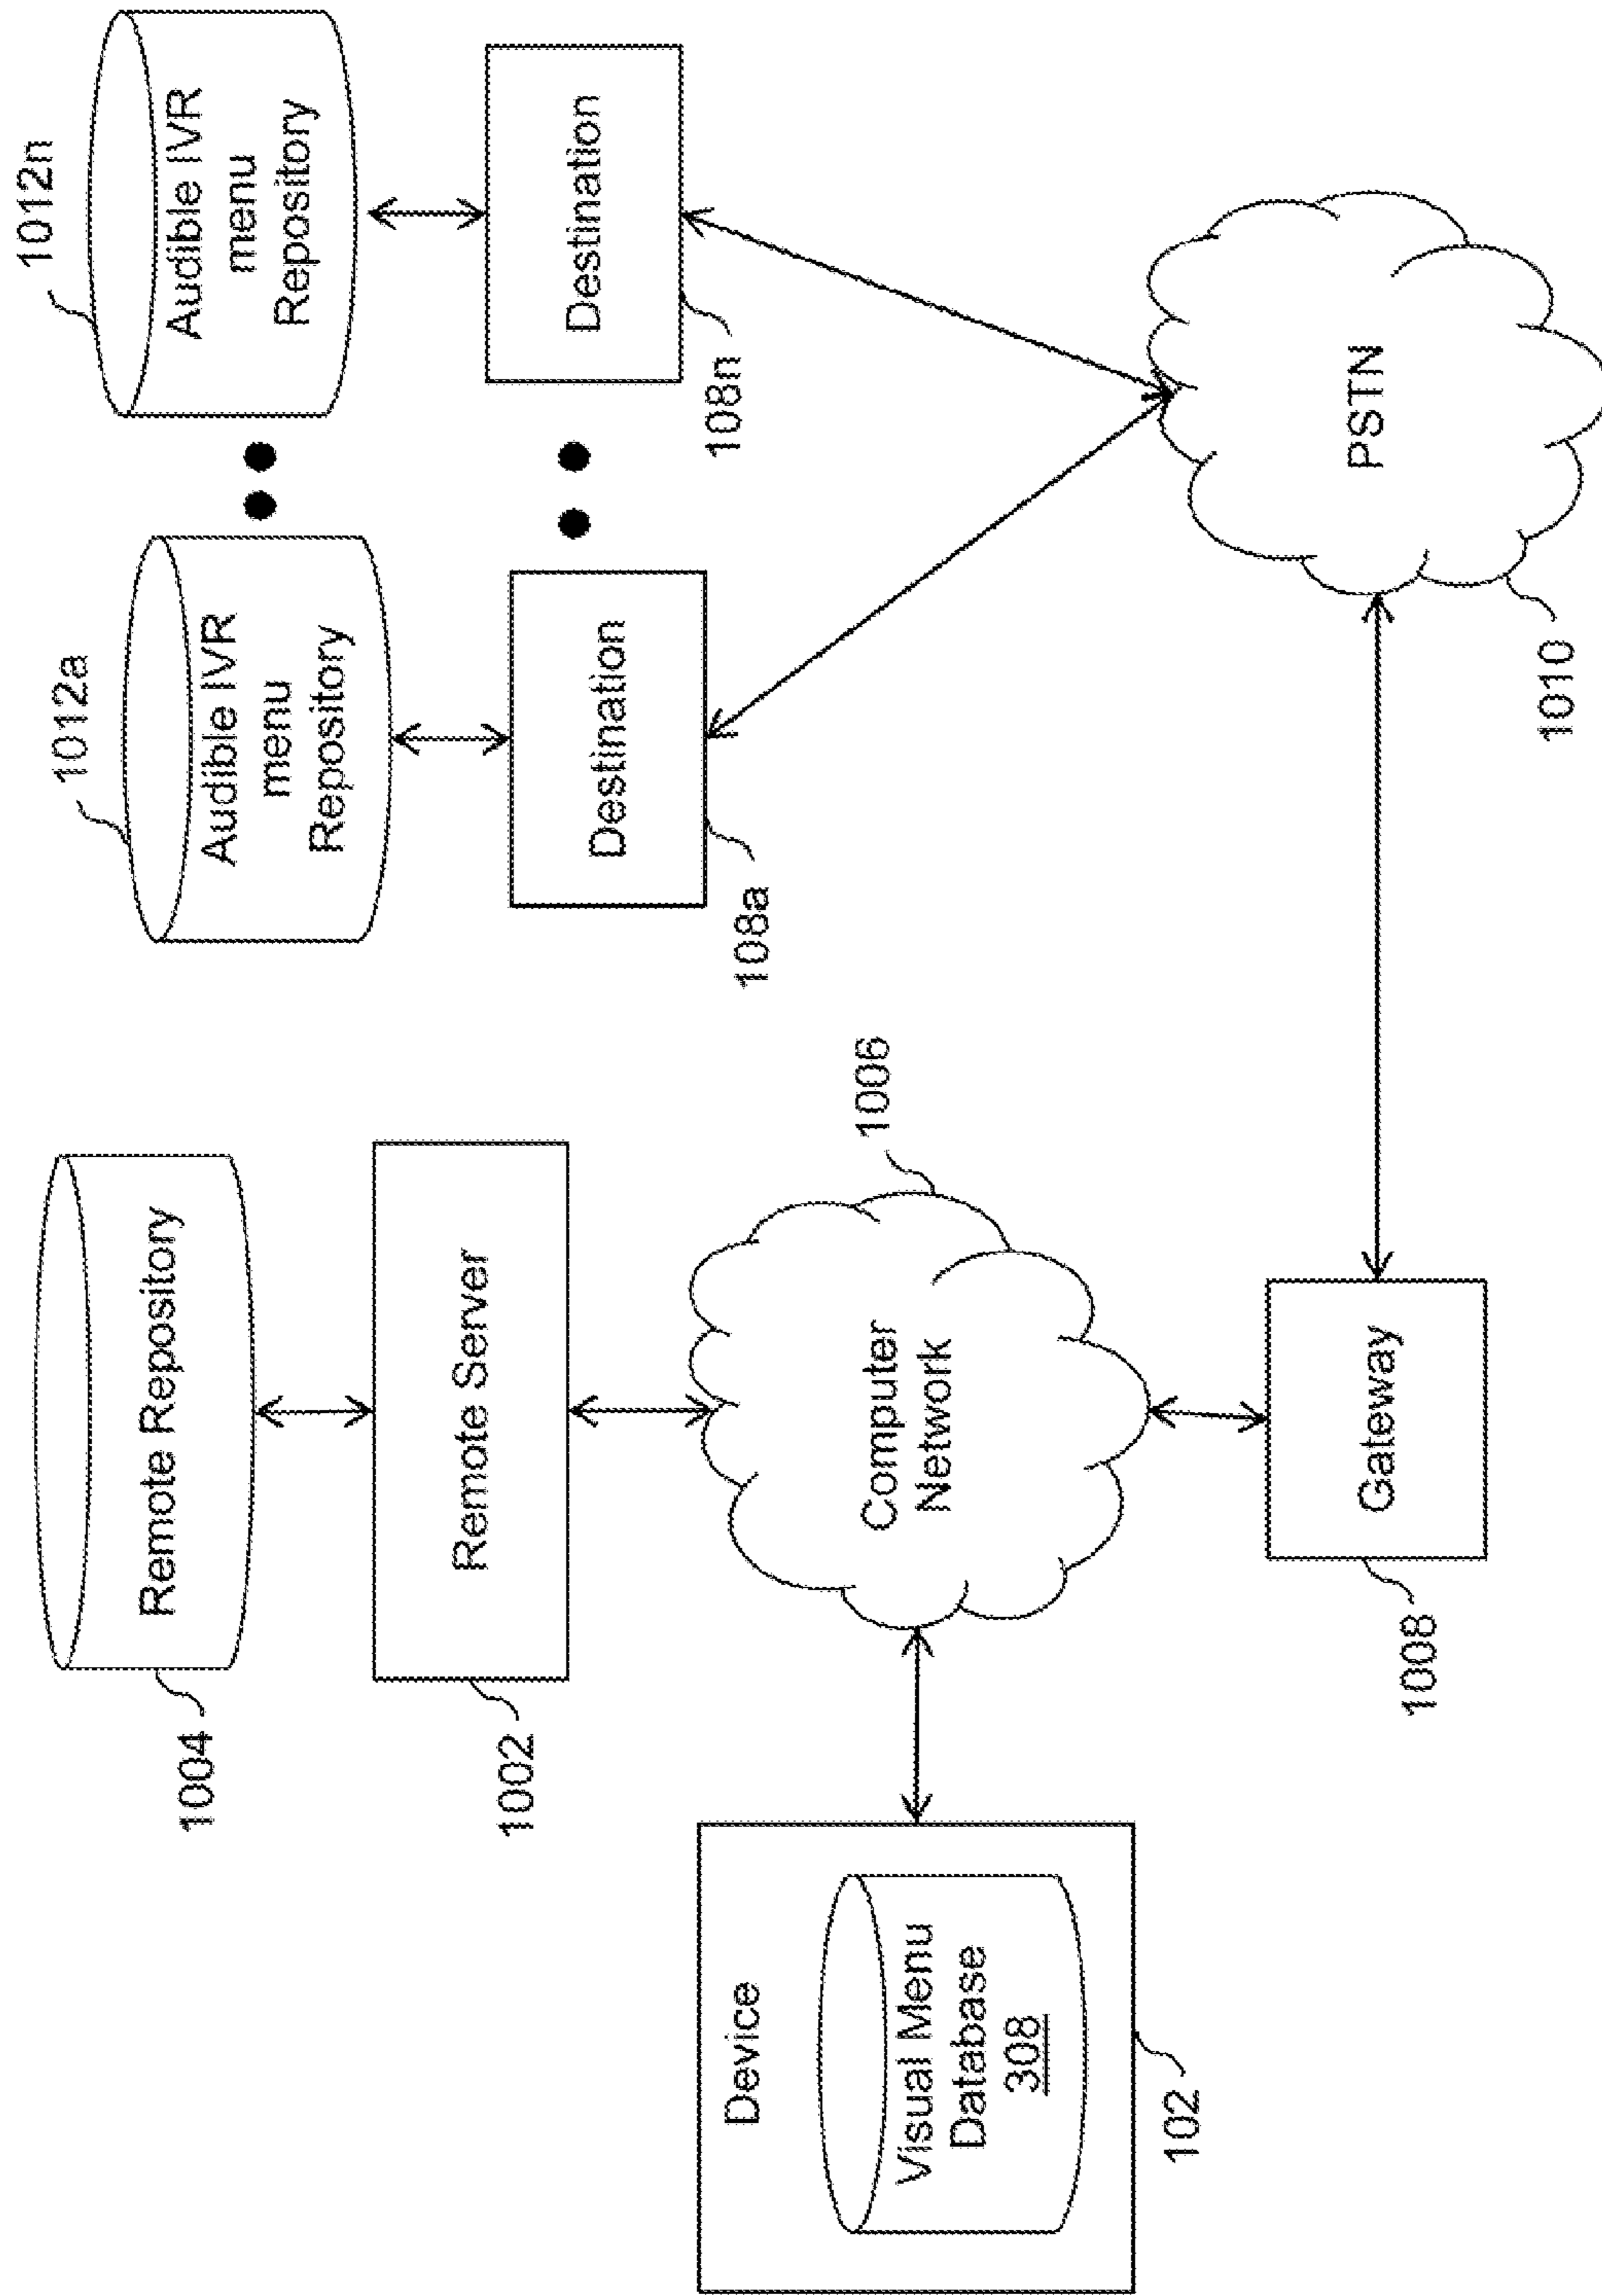 1004
Remote Repository
1002
Remote Server
Device
Visual Menu
Database
308
102
Computer
Network
1006
1008
Gateway
1012a
Audible IVR
menu
Repository
1012n
Audible IVR
menu
Repository
Destination
108a
Destination
108n
PSTN
1010